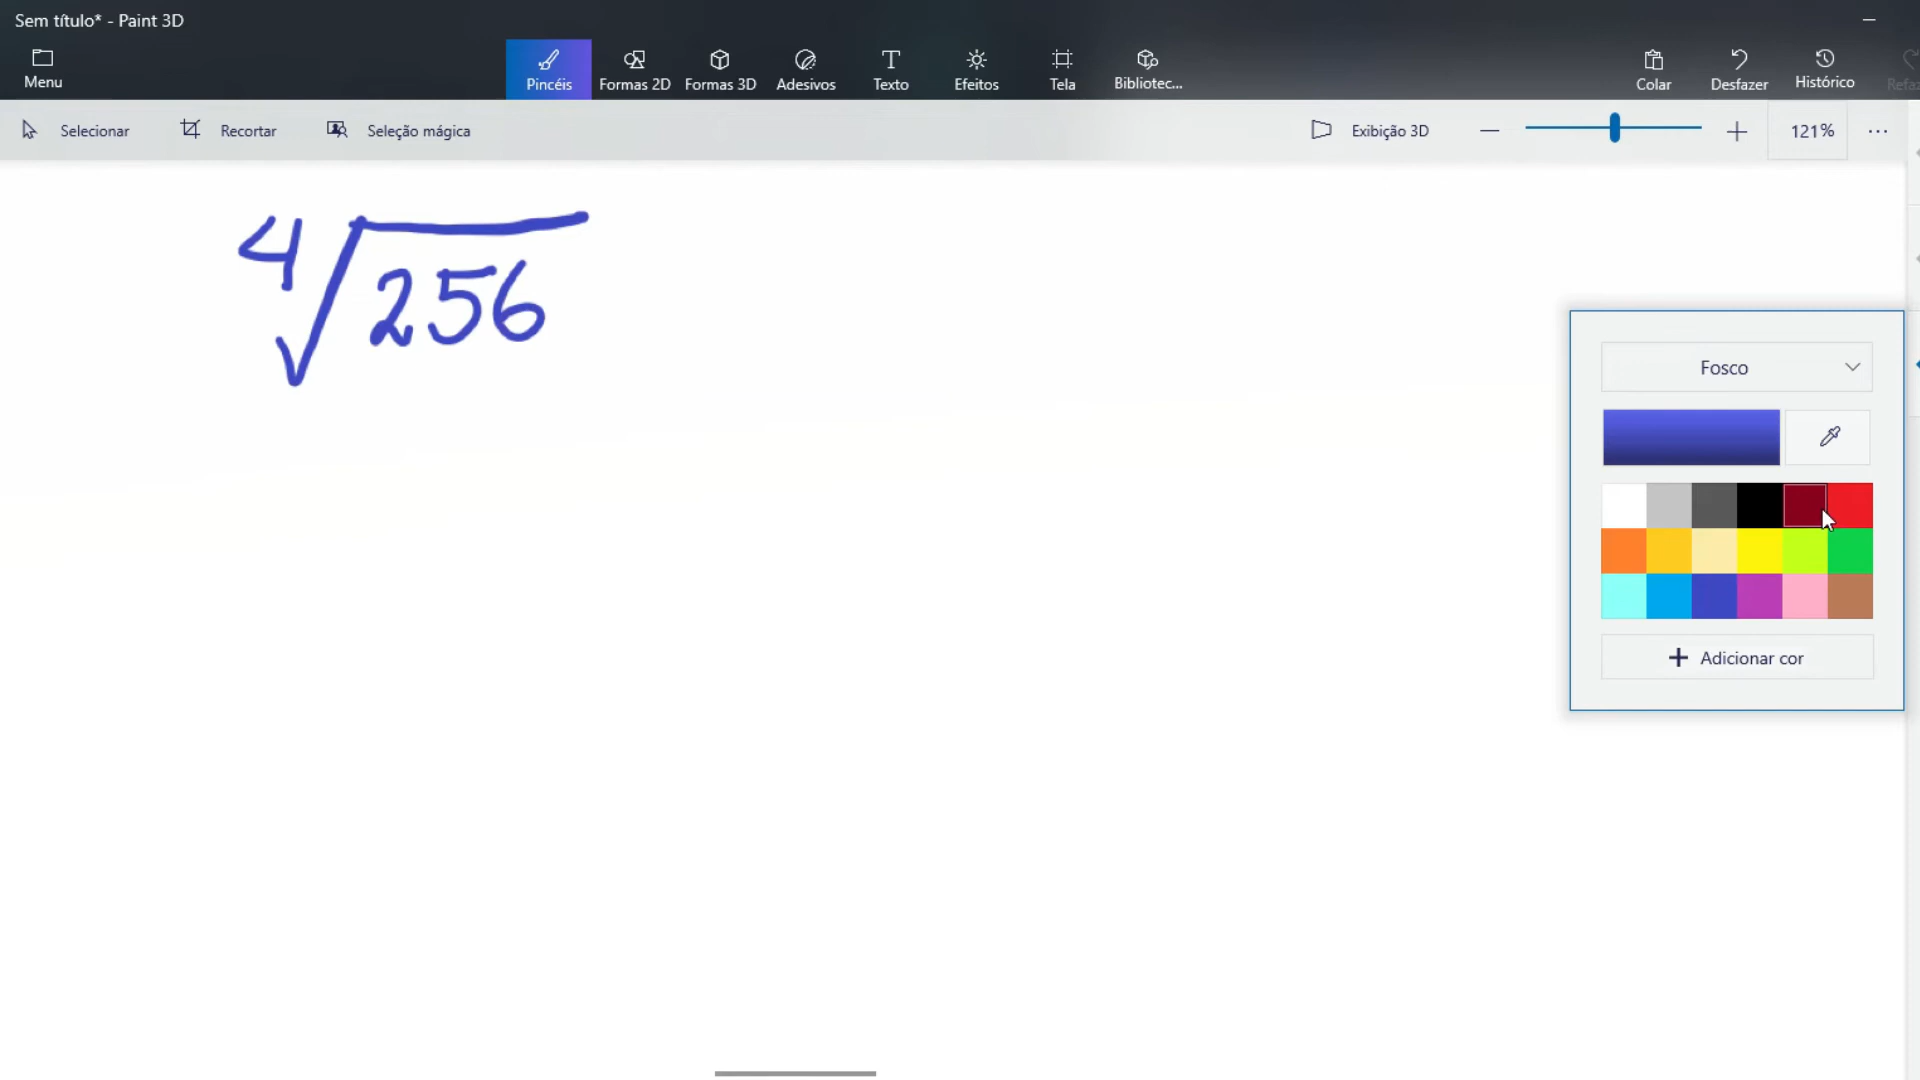 Sem título* - Paint 3D
Menu
Pincéis
Formas 2D
Formas 3D
Adesivos
Texto
Efeitos
Tela
Bibliotec...
Colar
Desfazer
Histórico
Selecionar
Recortar
Seleção mágica
Exibição 3D
121%
4√256
Fosco
Adicionar cor